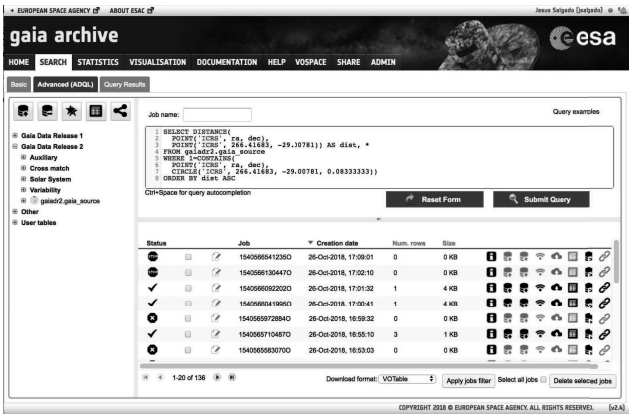 EUROPEAN SPACE AGENCY ABOUT ESAC Jesus Salgado (jsalgado)
gaia archive esa
HOME SEARCH STATISTICS VISUALISATION DOCUMENTATION HELP VOSPACE SHARE ADMIN
Basic Advanced (ADQL) Query Results
Job name: Query examples
Gaia Data Release 1
Gaia Data Release 2
Auxiliary
Cross match
Solar System
Variability
gaiadr2.gaia_source
Other
User tables
1 SELECT DISTANCE(
2 POINT('ICRS', ra, dec),
3 POINT('ICRS', 266.41683, -29.00781)) AS dist, *
4 FROM gaiadr2.gaia_source
5 WHERE 1=CONTAINS(
6 POINT('ICRS', ra, dec),
7 CIRCLE('ICRS', 266.41683, -29.00781, 0.08333333))
8 ORDER BY dist ASC
Ctrl+Space for query autocompletion Reset Form Submit Query
Status Job Creation date Num. rows Size
STOP 1540566541235O 26-Oct-2018, 17:09:01 0 0 KB
STOP 1540566130447O 26-Oct-2018, 17:02:10 0 0 KB
1540566092202O 26-Oct-2018, 17:01:32 1 4 KB
1540566041995O 26-Oct-2018, 17:00:41 1 4 KB
1540565972884O 26-Oct-2018, 16:59:32 0 0 KB
1540565710487O 26-Oct-2018, 16:55:10 3 1 KB
1540565583070O 26-Oct-2018, 16:53:03 0 0 KB
1-20 of 136 Download format: VOTable Apply jobs filter Select all jobs Delete selected jobs
COPYRIGHT 2018 © EUROPEAN SPACE AGENCY. ALL RIGHTS RESERVED. (v2.4)